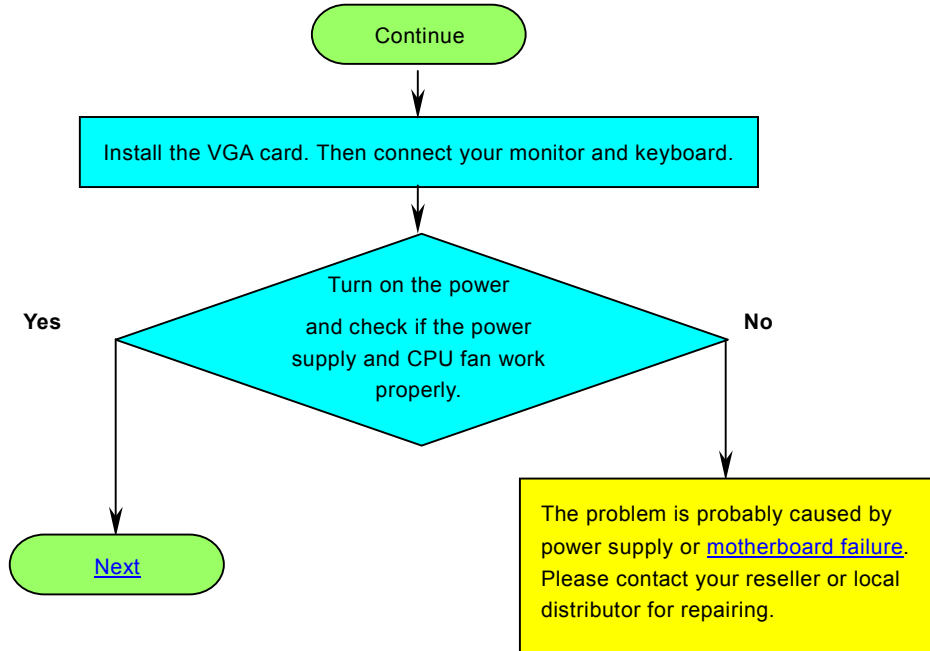 Continue
Install the VGA card. Then connect your monitor and keyboard.
Turn on the power
and check if the power
supply and CPU fan work
properly.
Yes
No
Next
The problem is probably caused by
power supply or motherboard failure.
Please contact your reseller or local
distributor for repairing.